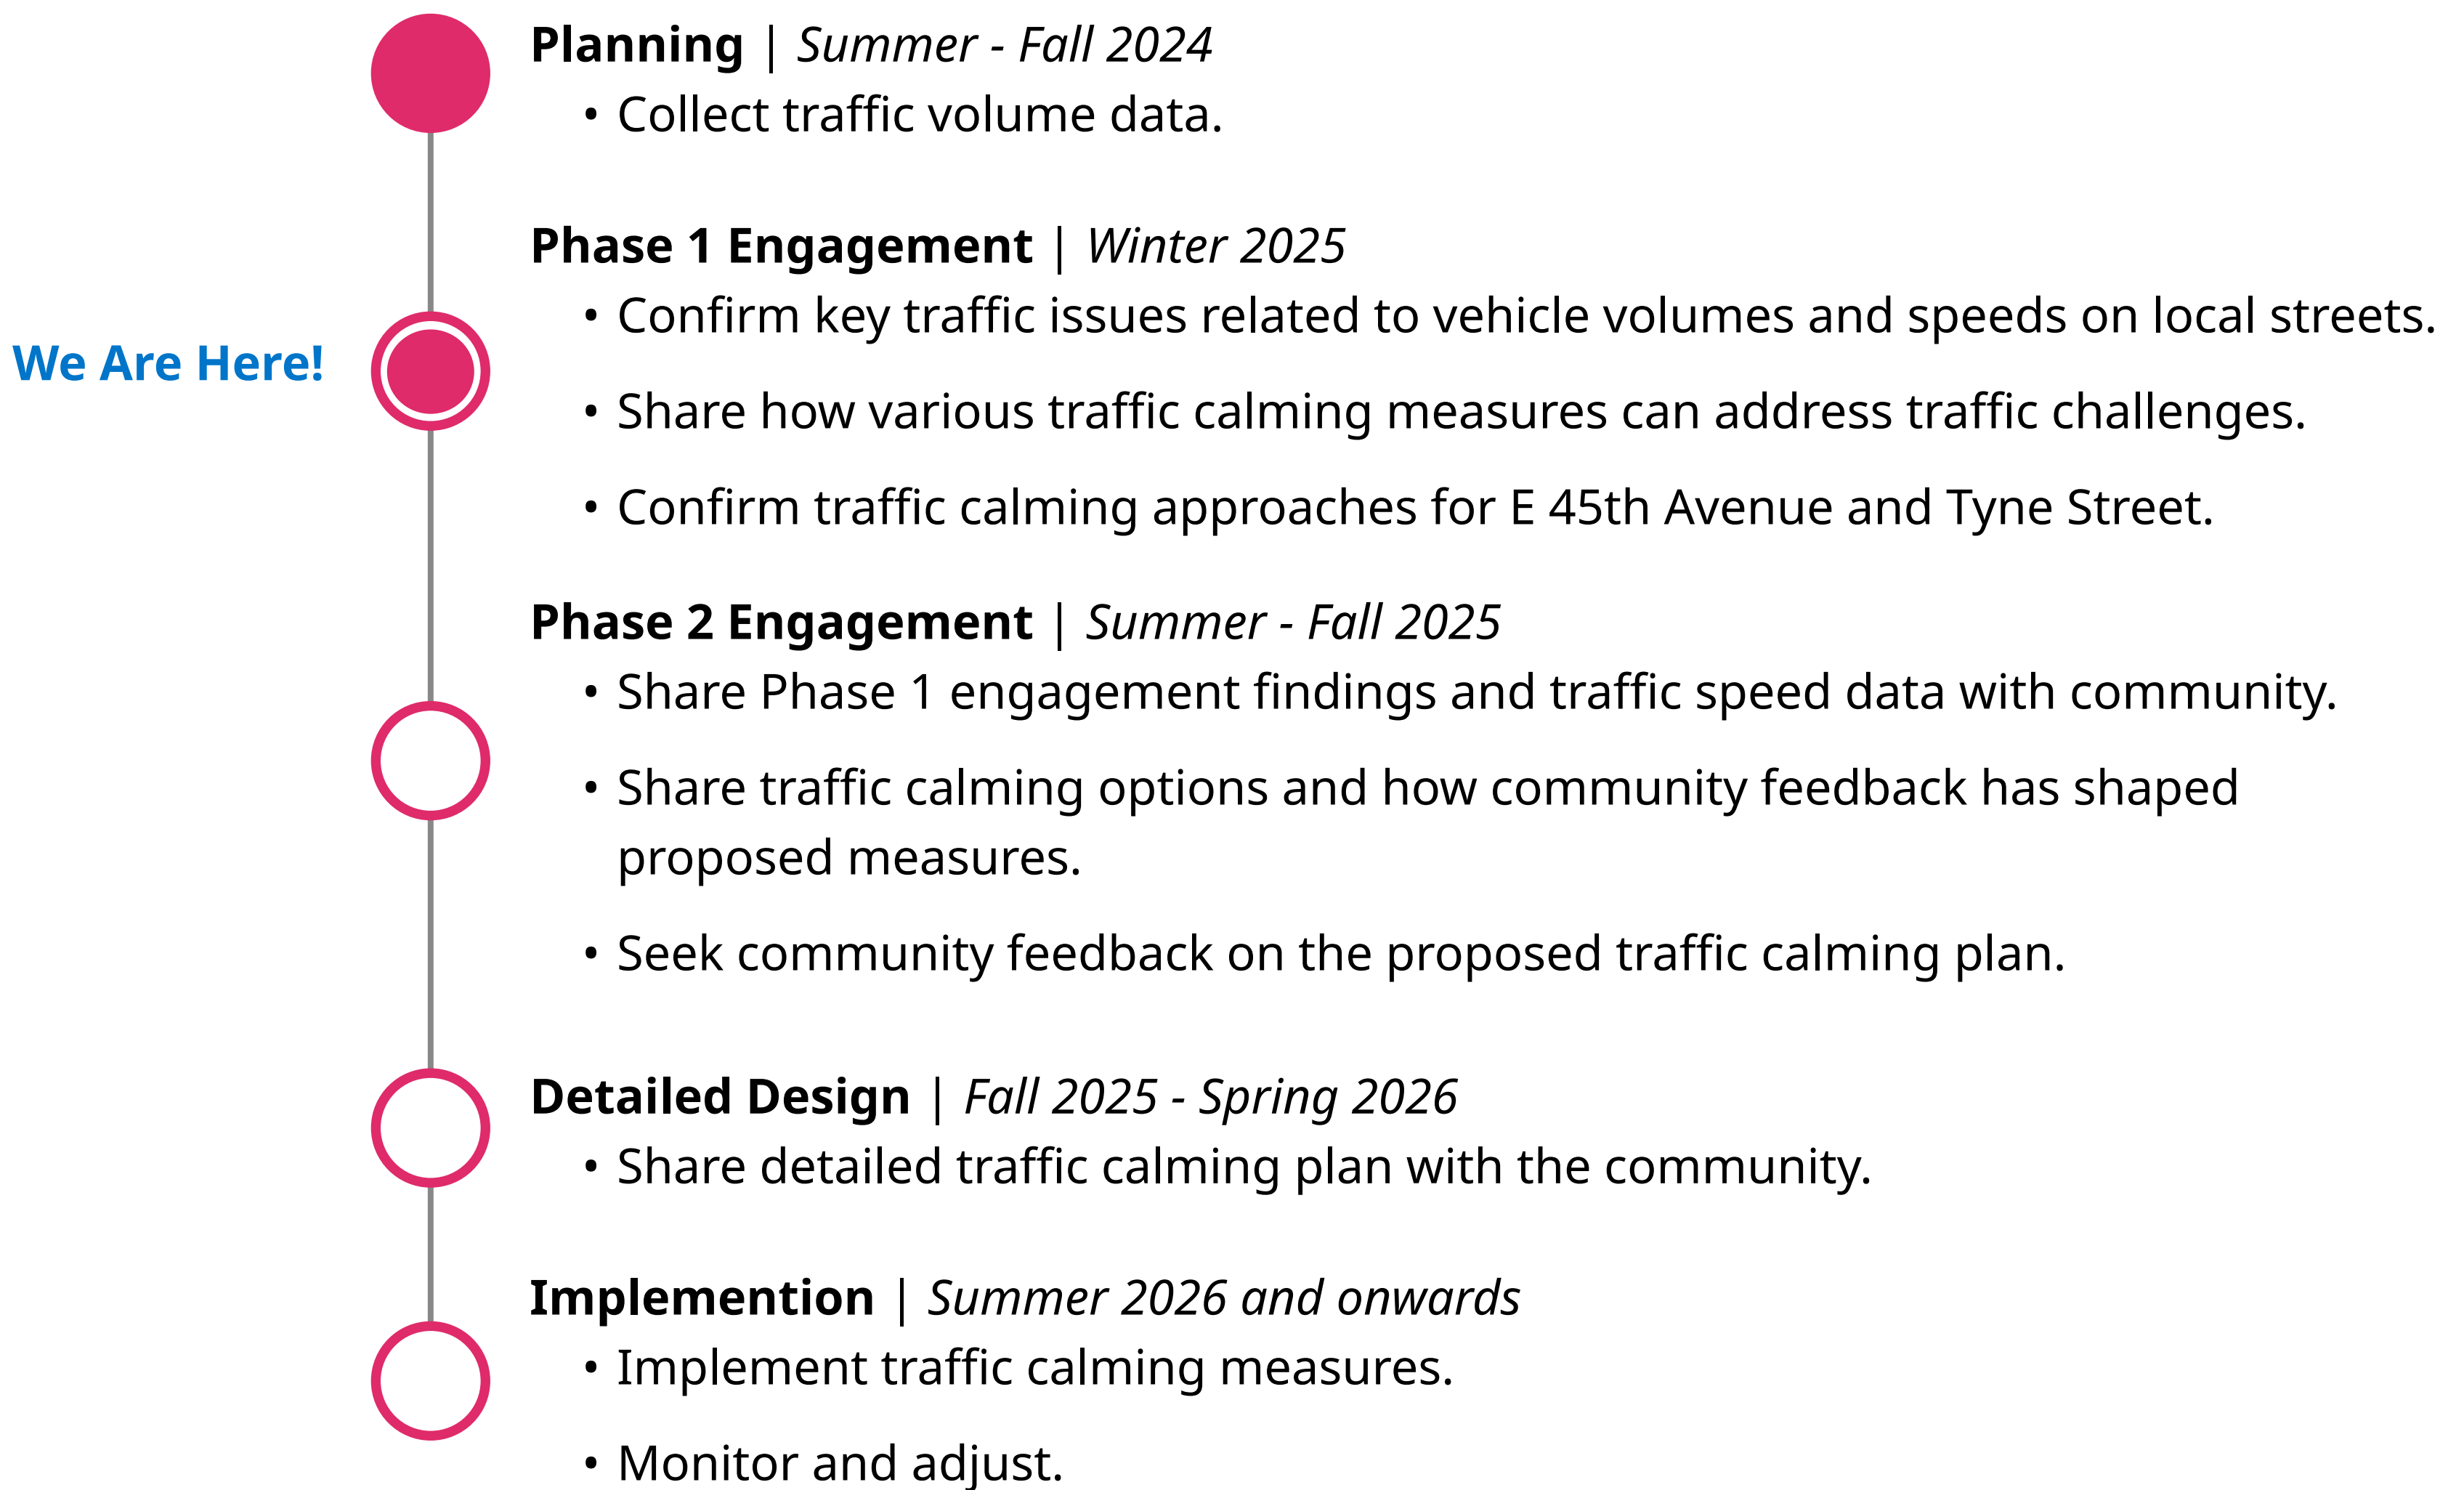 Planning | Summer - Fall 2024
• Collect traffic volume data.
Phase 1 Engagement | Winter 2025
• Confirm key traffic issues related to vehicle volumes and speeds on local streets.
We Are Here!
• Share how various traffic calming measures can address traffic challenges.
• Confirm traffic calming approaches for E 45th Avenue and Tyne Street.
Phase 2 Engagement | Summer - Fall 2025
• Share Phase 1 engagement findings and traffic speed data with community.
• Share traffic calming options and how community feedback has shaped
proposed measures.
• Seek community feedback on the proposed traffic calming plan.
Detailed Design | Fall 2025 - Spring 2026
• Share detailed traffic calming plan with the community.
Implemention | Summer 2026 and onwards
• Implement traffic calming measures.
• Monitor and adjust.